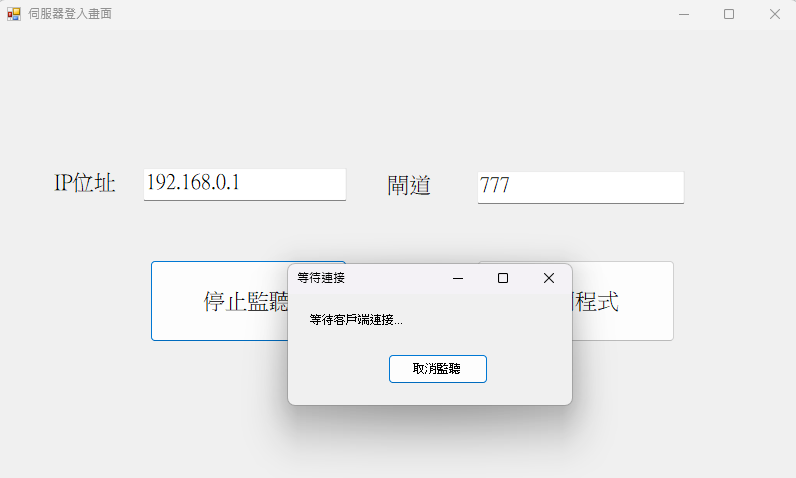 伺服器登入畫面
IP位址
192.168.0.1
閘道
777
停止監聽
程式
等待連接
等待客戶端連接...
取消監聽